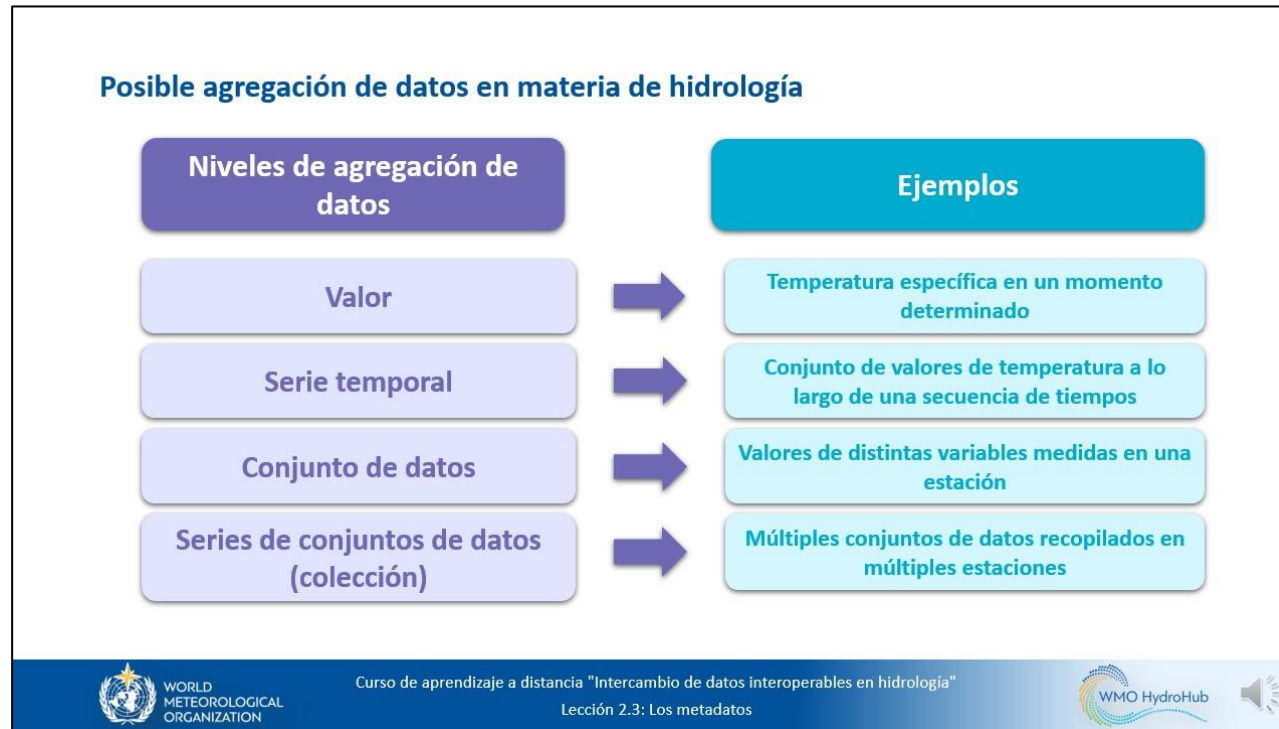 Posible agregación de datos en materia de hidrología
Niveles de agregación de
datos
Ejemplos
Valor
Temperatura específica en un momento
determinado
Serie temporal
Conjunto de valores de temperatura a lo
largo de una secuencia de tiempos
Conjunto de datos
Valores de distintas variables medidas en una
estación
Series de conjuntos de datos
(colección)
Múltiples conjuntos de datos recopilados en
múltiples estaciones
WORLD
METEOROLOGICAL
ORGANIZATION
Curso de aprendizaje a distancia "Intercambio de datos interoperables en hidrología"
Lección 2.3: Los metadatos
WMO HydroHub